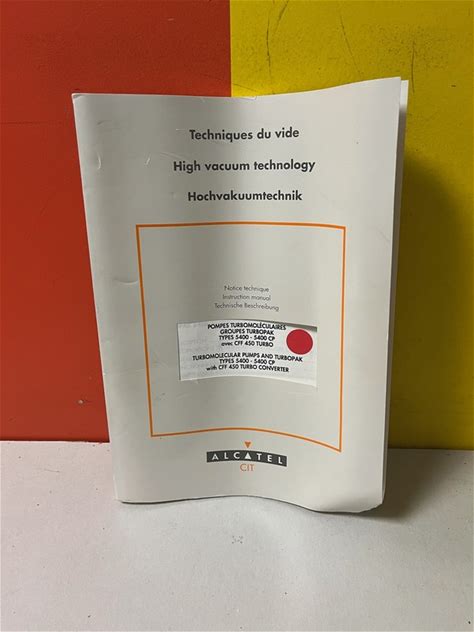 Techniques du vide
High vacuum technology
Hochvakuumtechnik
Notice technique
Instruction manual
Technische Beschreibung
POMPES TURBOMOLÉCULAIRES
GROUPES TURBOPAK
TYPES 5400 - 5400 CP
avec CFF 450 TURBO
TURBOMOLECULAR PUMPS AND TURBOPAK
TYPES 5400 - 5400 CP
with CFF 450 TURBO CONVERTER
ALCATEL
CIT